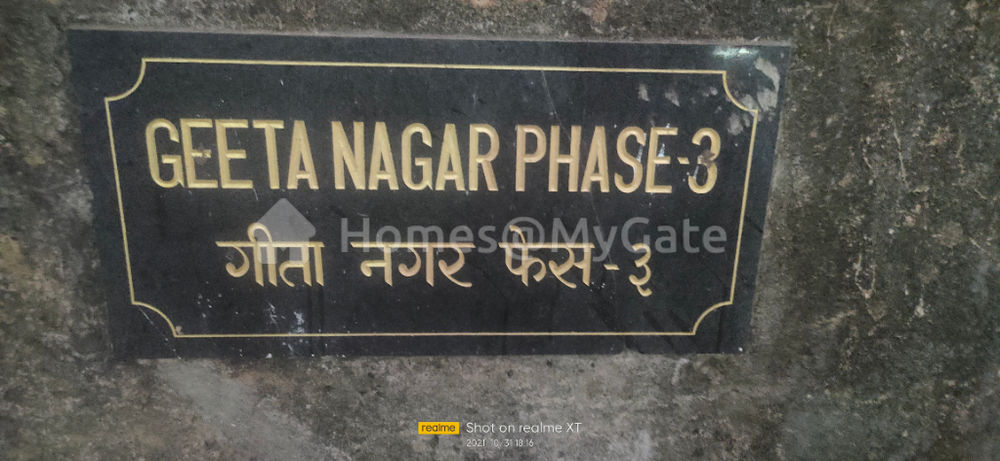 GEETA NAGAR PHASE-3
Homes@MyGate
गीता नगर फेस-३
realme Shot on realme XT
2021.10.31 18:16